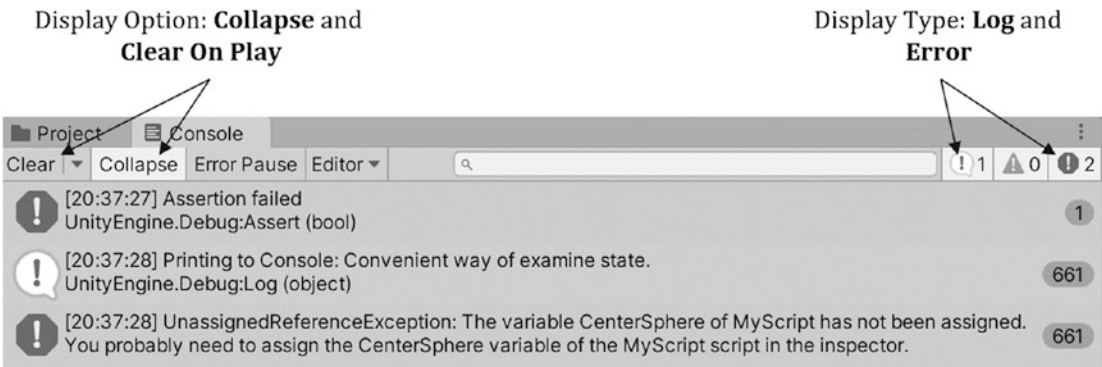 Display Option: Collapse and
Clear On Play
Display Type: Log and
Error
Project
Console
Clear Collapse Error Pause Editor 1 0 2
[20:37:27] Assertion failed
UnityEngine.Debug:Assert (bool)
1
[20:37:28] Printing to Console: Convenient way of examine state.
UnityEngine.Debug:Log (object)
661
[20:37:28] UnassignedReferenceException: The variable CenterSphere of MyScript has not been assigned.
You probably need to assign the CenterSphere variable of the MyScript script in the inspector.
661